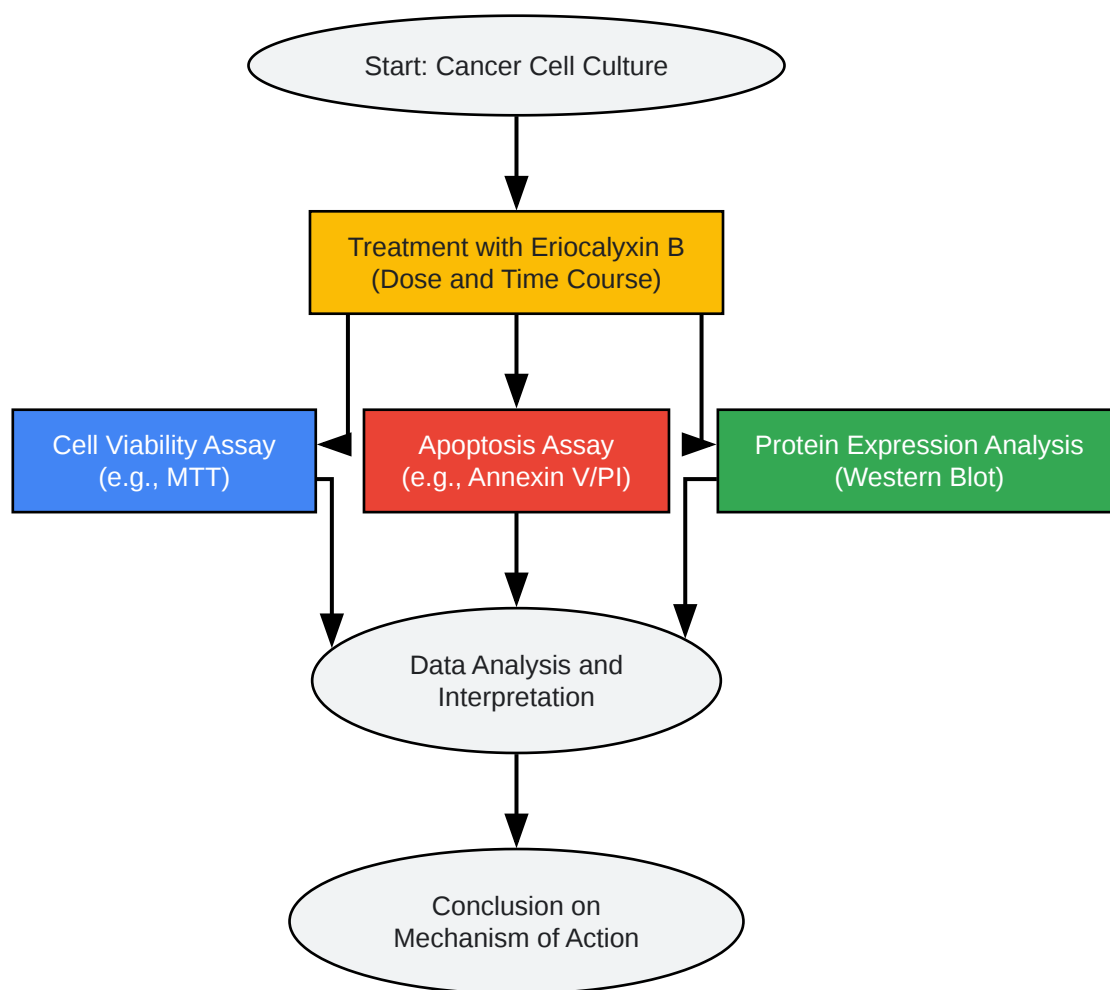 Start: Cancer Cell Culture
Treatment with Eriocalyxin B
(Dose and Time Course)
Cell Viability Assay
(e.g., MTT)
Apoptosis Assay
(e.g., Annexin V/PI)
Protein Expression Analysis
(Western Blot)
Data Analysis and
Interpretation
Conclusion on
Mechanism of Action